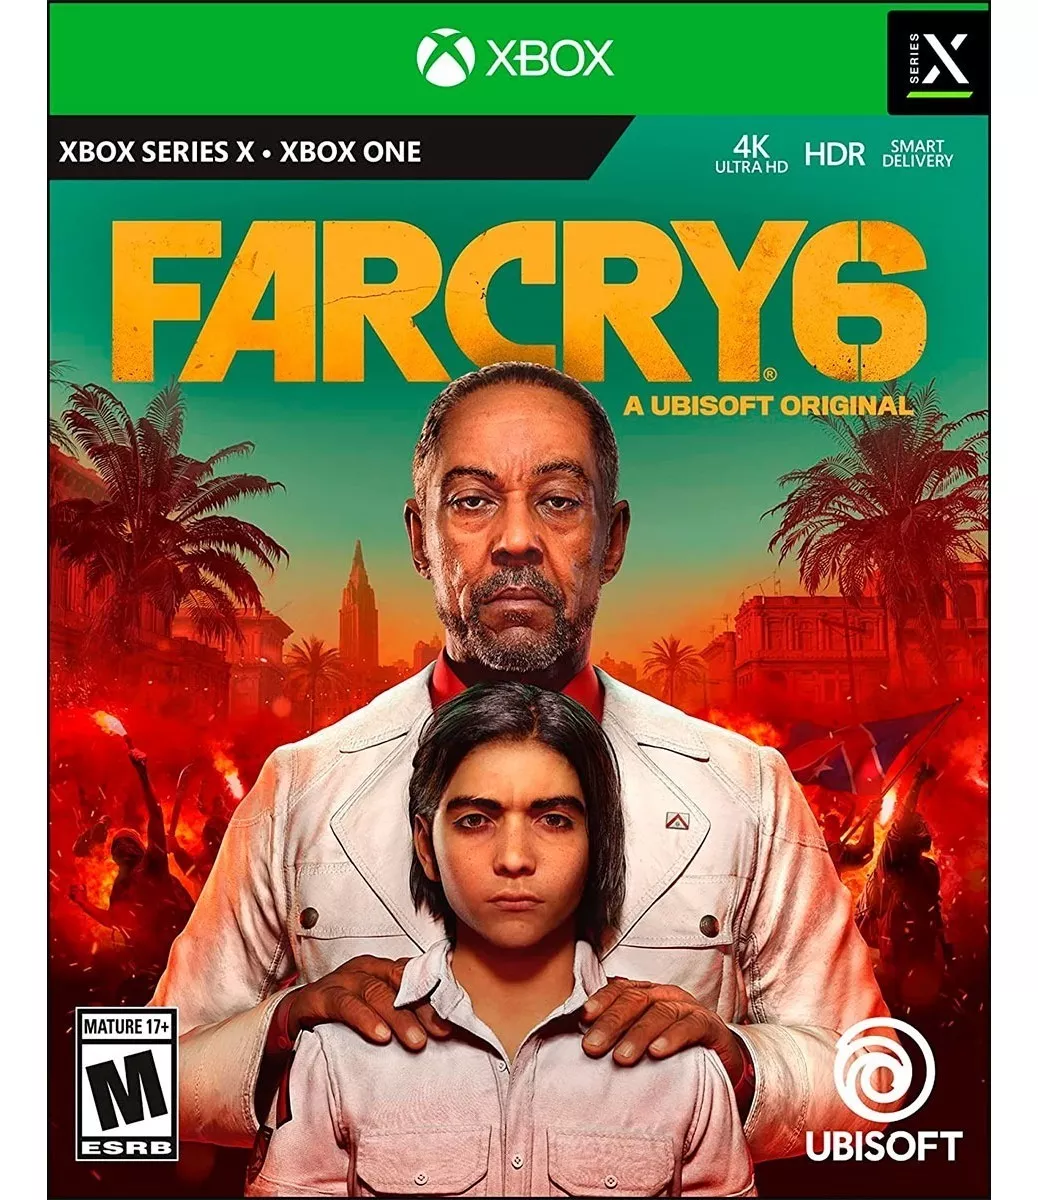 XBOX
SERIES X
XBOX SERIES X • XBOX ONE
4K
ULTRA HD
HDR
SMART
DELIVERY
FARCRY6®
A UBISOFT ORIGINAL
MATURE 17+
M
ESRB
UBISOFT